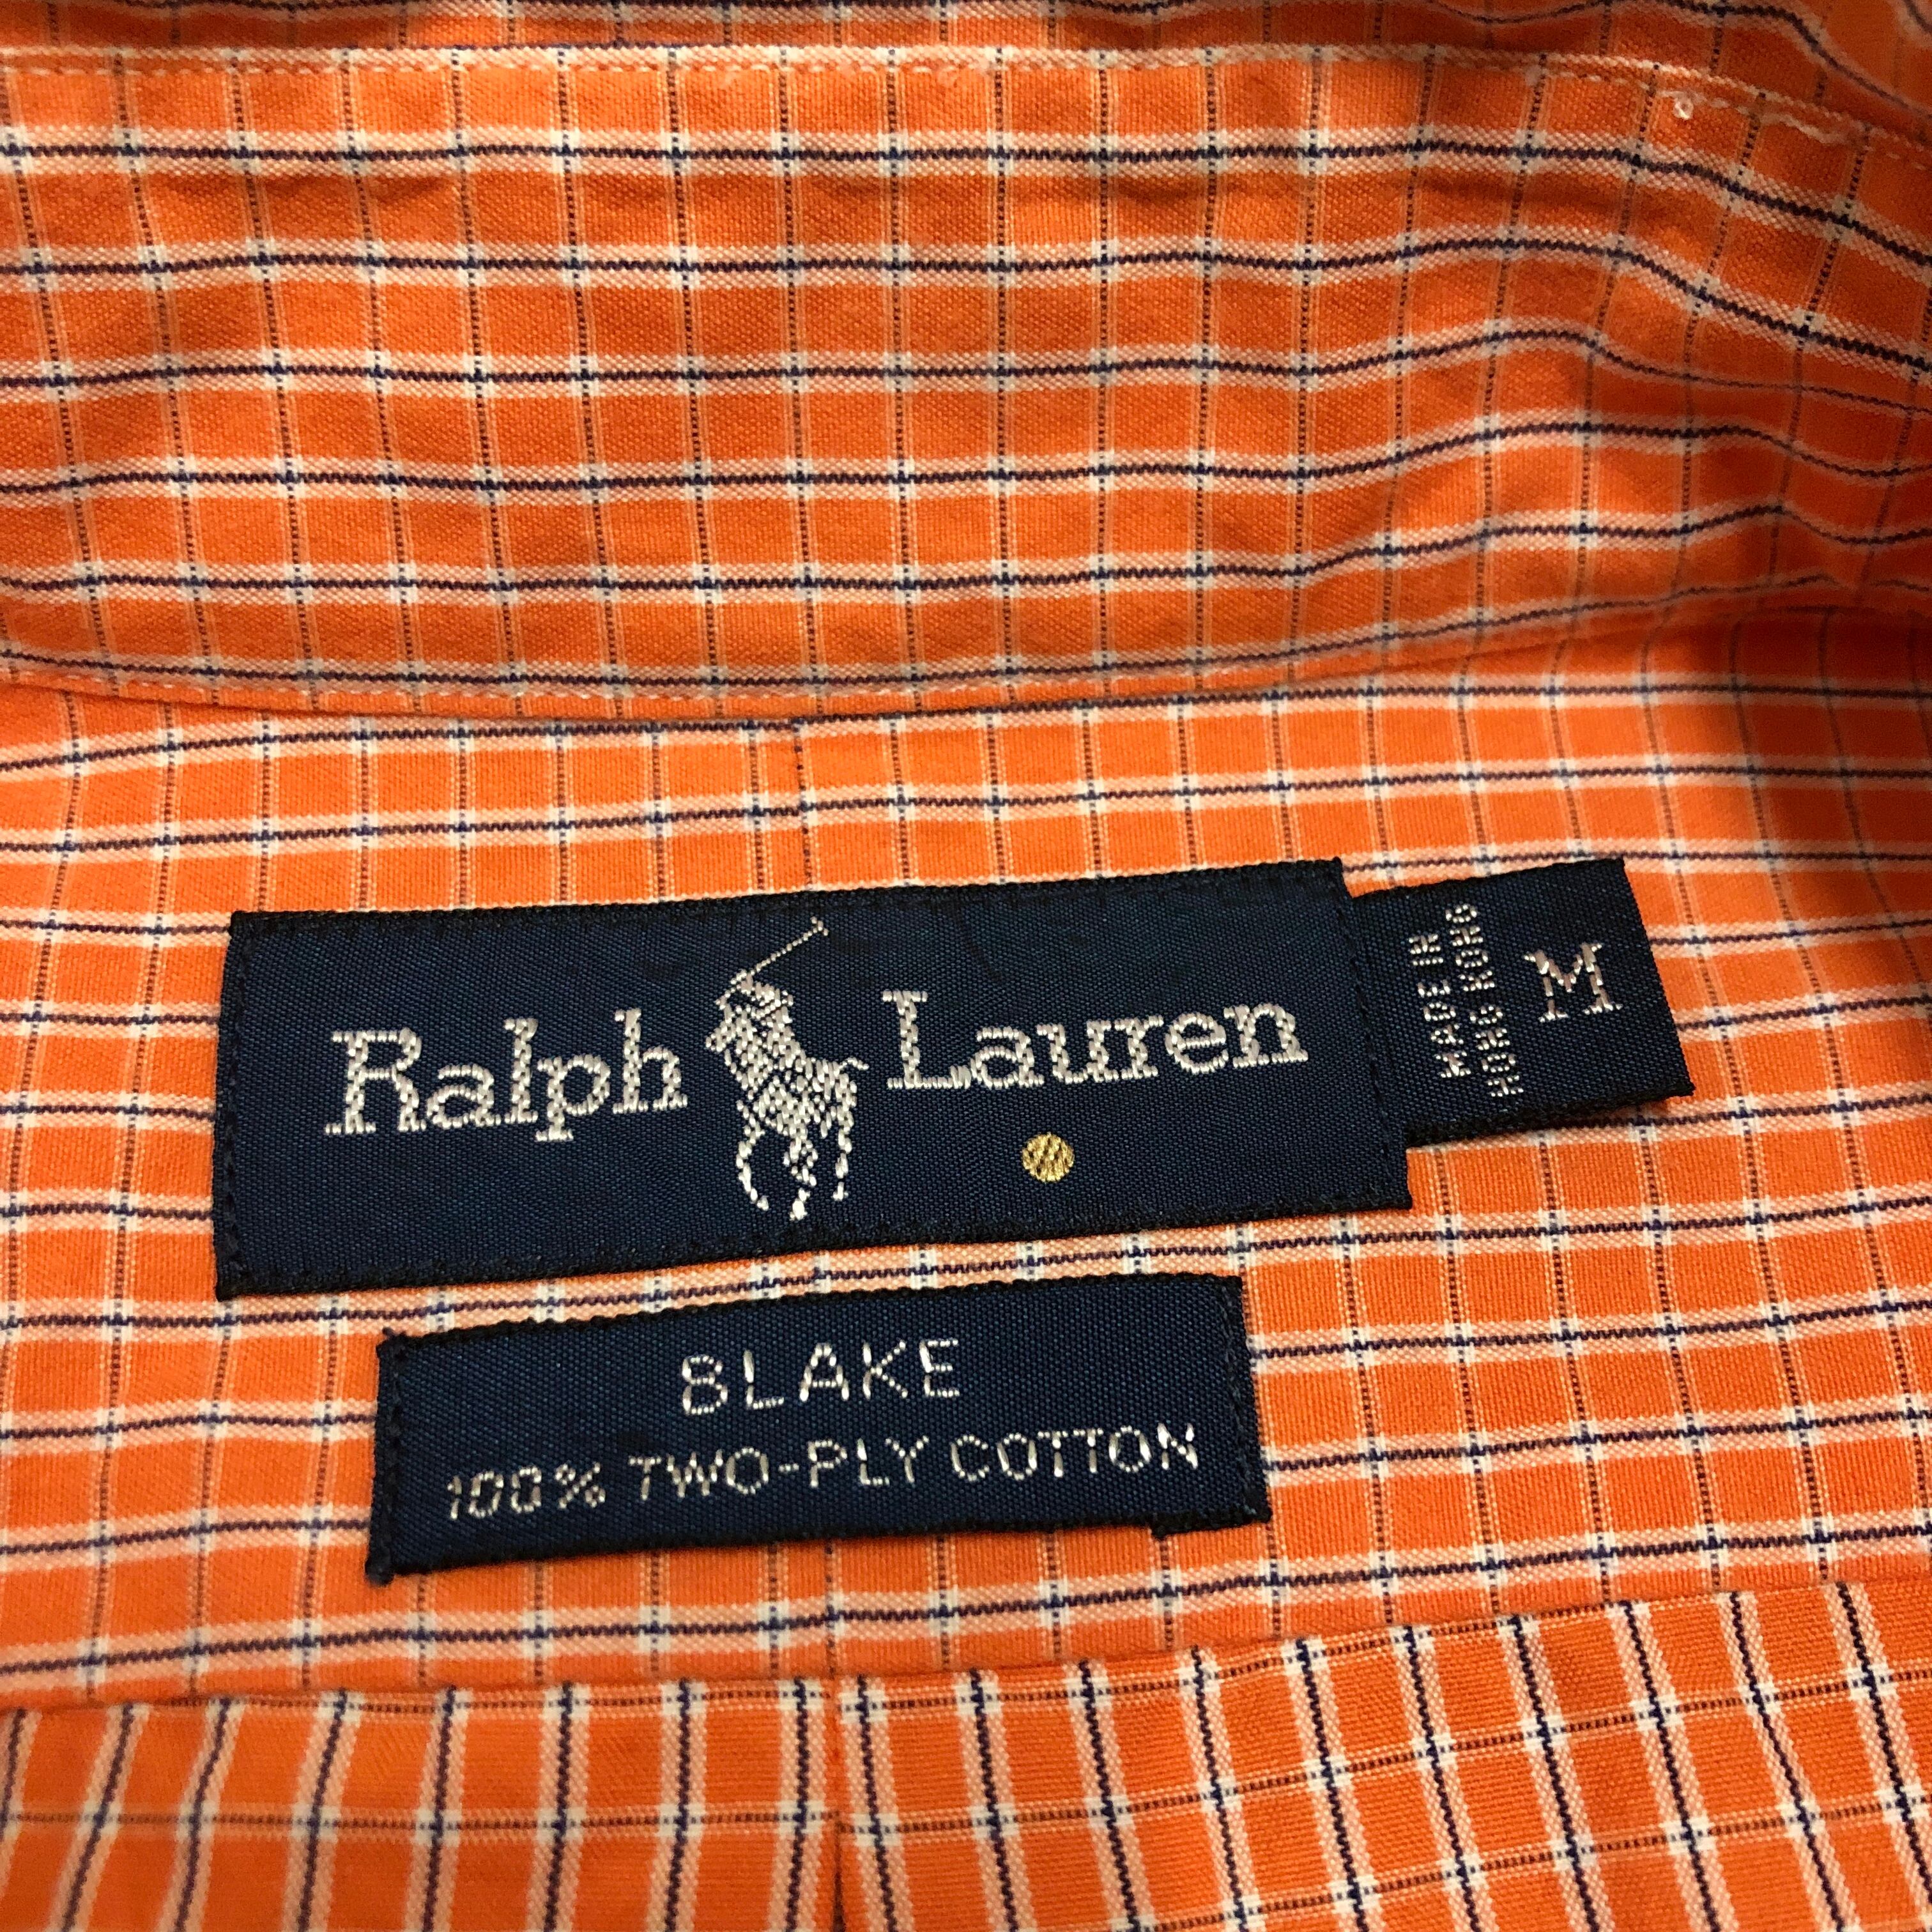 Ralph Lauren
MADE IN
HONG KONG
M
BLAKE
100% TWO-PLY COTTON